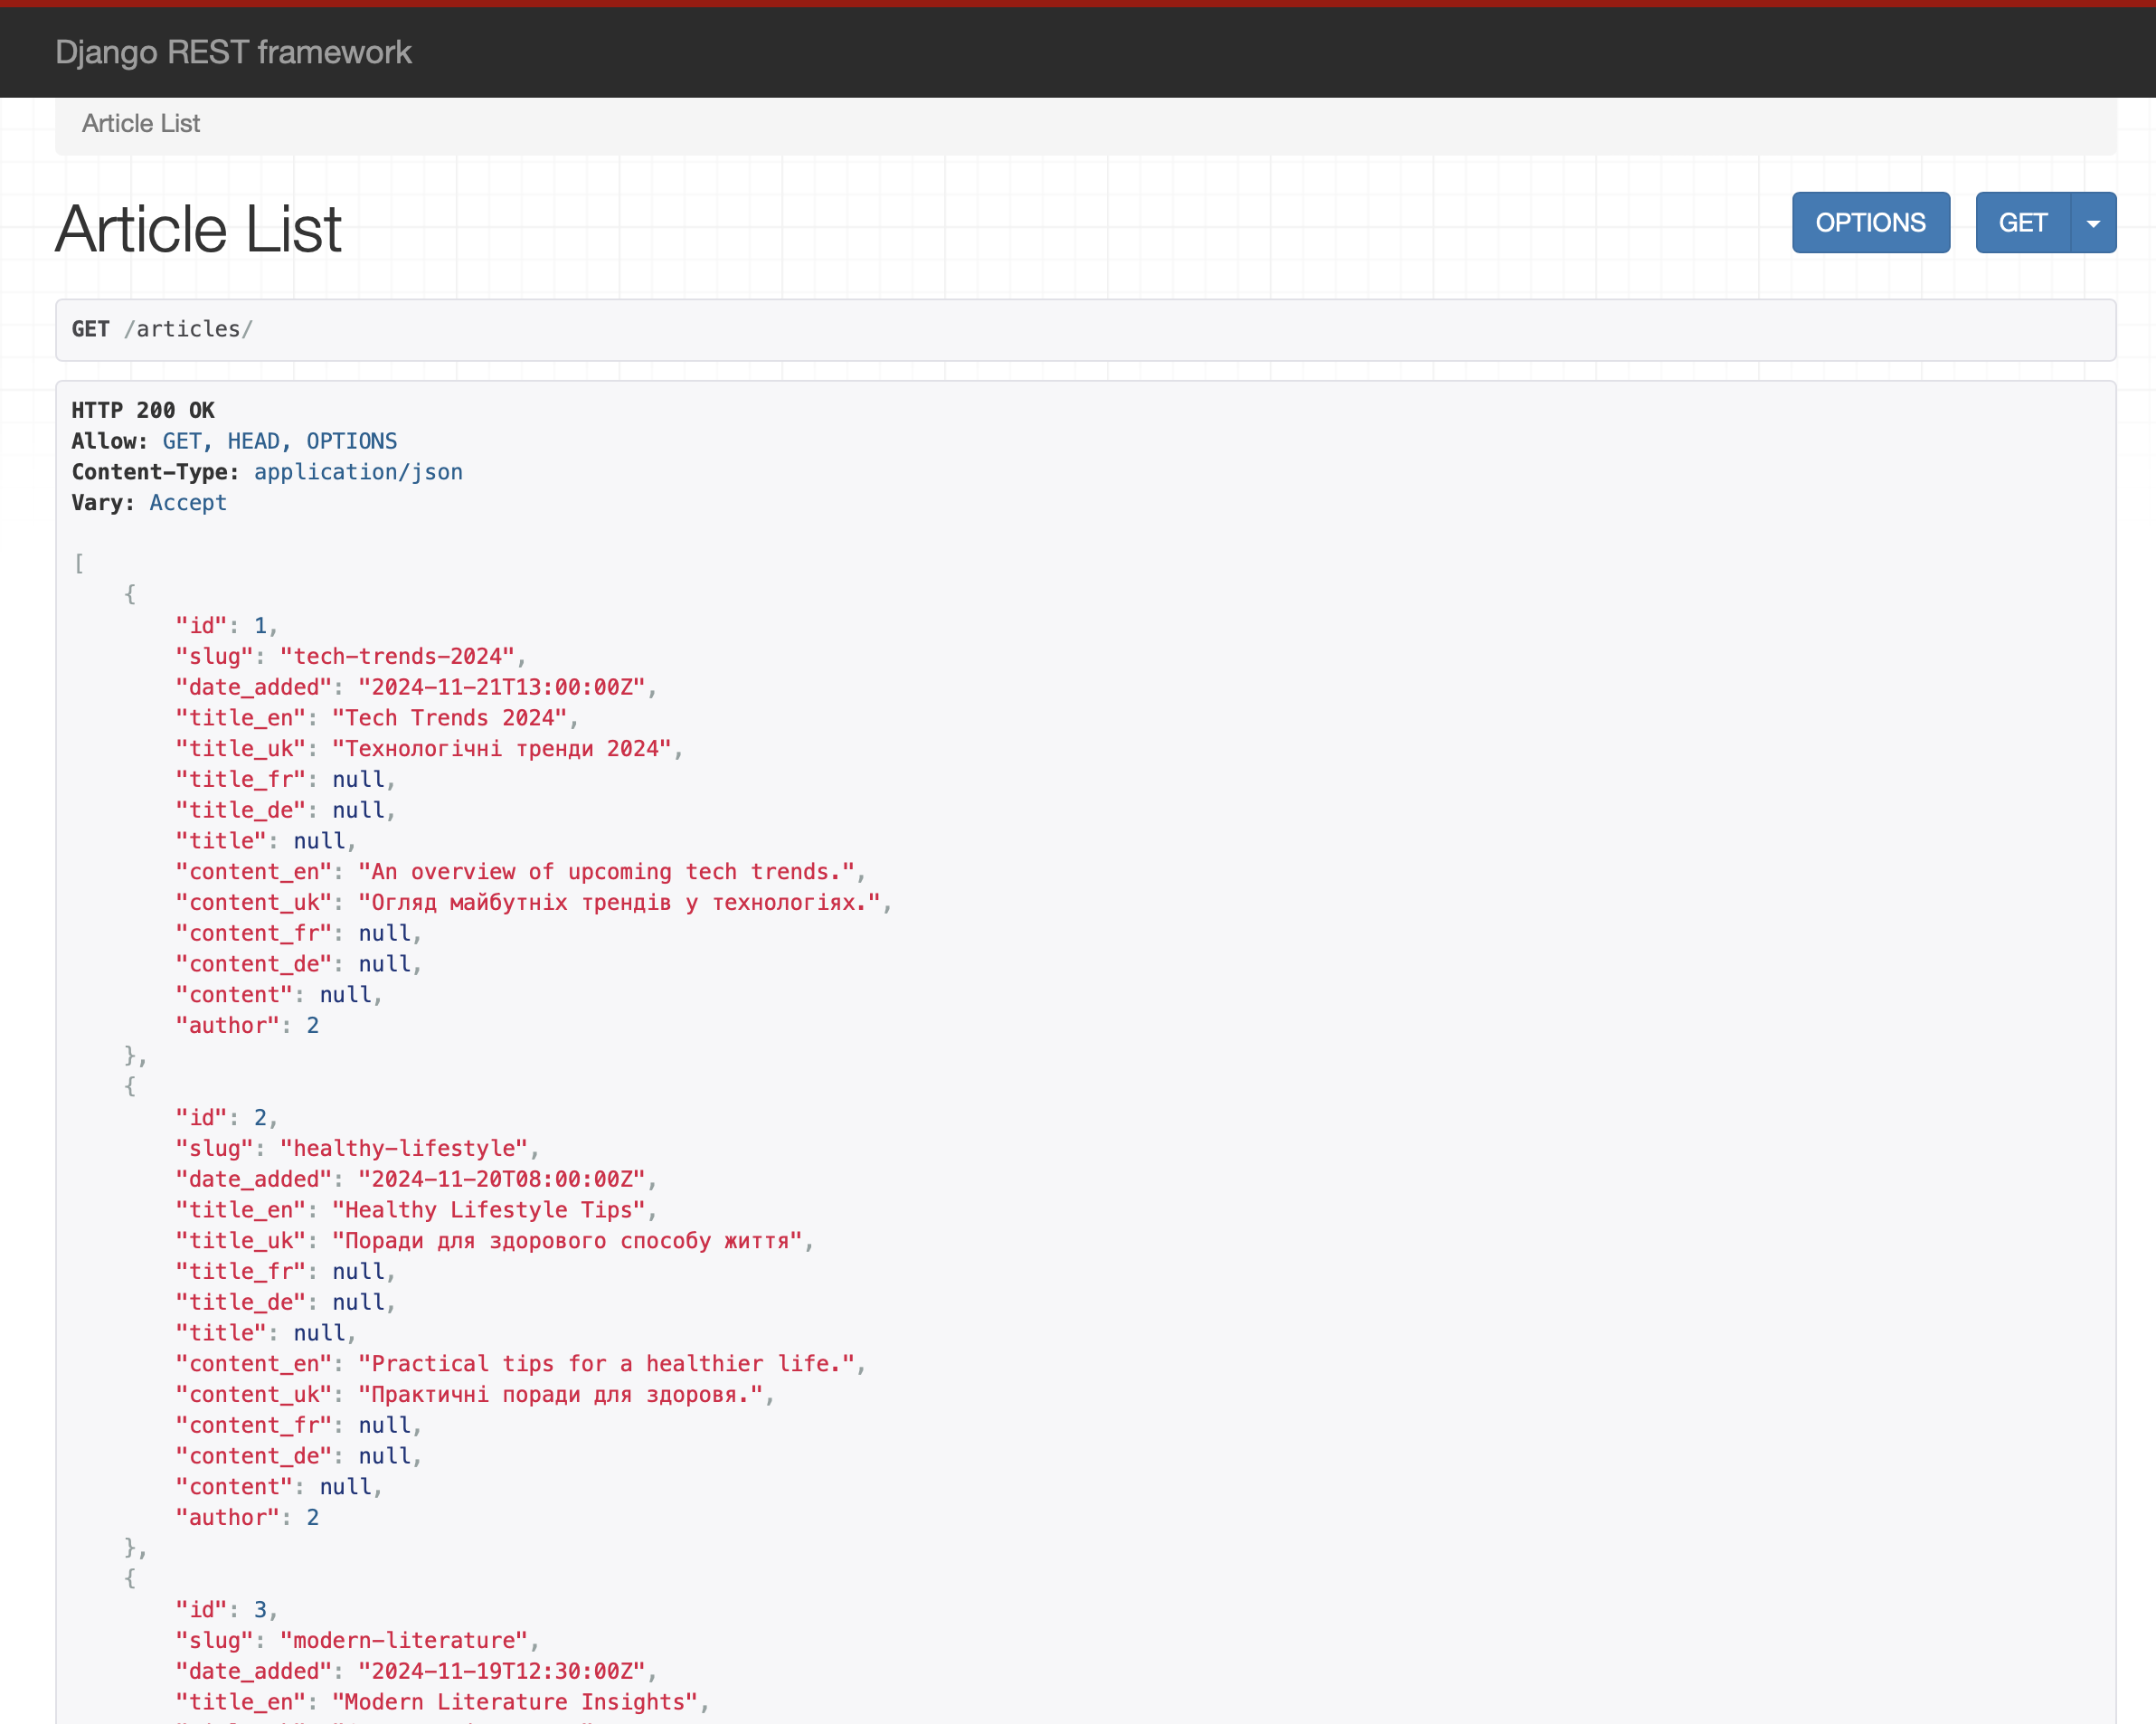 Django REST framework
Article List
Article List
OPTIONS
GET
GET /articles/
HTTP 200 OK
Allow: GET, HEAD, OPTIONS
Content-Type: application/json
Vary: Accept
[
    {
        "id": 1,
        "slug": "tech-trends-2024",
        "date_added": "2024-11-21T13:00:00Z",
        "title_en": "Tech Trends 2024",
        "title_uk": "Технологічні тренди 2024",
        "title_fr": null,
        "title_de": null,
        "title": null,
        "content_en": "An overview of upcoming tech trends.",
        "content_uk": "Огляд майбутніх трендів у технологіях.",
        "content_fr": null,
        "content_de": null,
        "content": null,
        "author": 2
    },
    {
        "id": 2,
        "slug": "healthy-lifestyle",
        "date_added": "2024-11-20T08:00:00Z",
        "title_en": "Healthy Lifestyle Tips",
        "title_uk": "Поради для здорового способу життя",
        "title_fr": null,
        "title_de": null,
        "title": null,
        "content_en": "Practical tips for a healthier life.",
        "content_uk": "Практичні поради для здоровя.",
        "content_fr": null,
        "content_de": null,
        "content": null,
        "author": 2
    },
    {
        "id": 3,
        "slug": "modern-literature",
        "date_added": "2024-11-19T12:30:00Z",
        "title_en": "Modern Literature Insights",